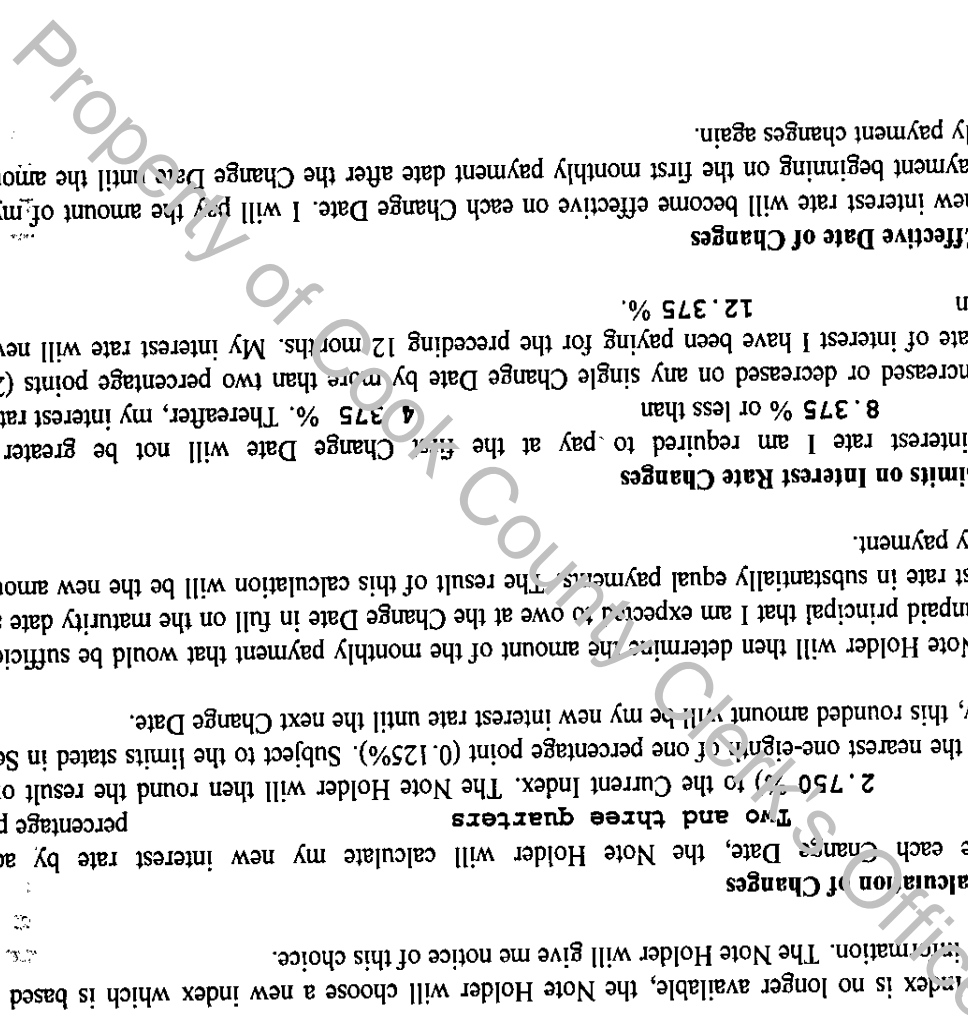 index is no longer available, the Note Holder will choose a new index which is based
information. The Note Holder will give me notice of this choice.
alculation of Changes
e each Change Date, the Note Holder will calculate my new interest rate by ad
Two and three quarters percentage p
2.750 %) to the Current Index. The Note Holder will then round the result o
the nearest one-eighth of one percentage point (0.125%). Subject to the limits stated in Se
, this rounded amount will be my new interest rate until the next Change Date.
Note Holder will then determine the amount of the monthly payment that would be sufficie
unpaid principal that I am expected to owe at the Change Date in full on the maturity date a
st rate in substantially equal payments. The result of this calculation will be the new amou
y payment.
Limits on Interest Rate Changes
interest rate I am required to pay at the first Change Date will not be greater
8.375 % or less than 4.375 %. Thereafter, my interest rate
ncreased or decreased on any single Change Date by more than two percentage points (2
ate of interest I have been paying for the preceding 12 months. My interest rate will nev
n 12.375 %.
Effective Date of Changes
new interest rate will become effective on each Change Date. I will pay the amount of my
payment beginning on the first monthly payment date after the Change Date until the amou
ly payment changes again.
Property of Cook County Clerk's Office